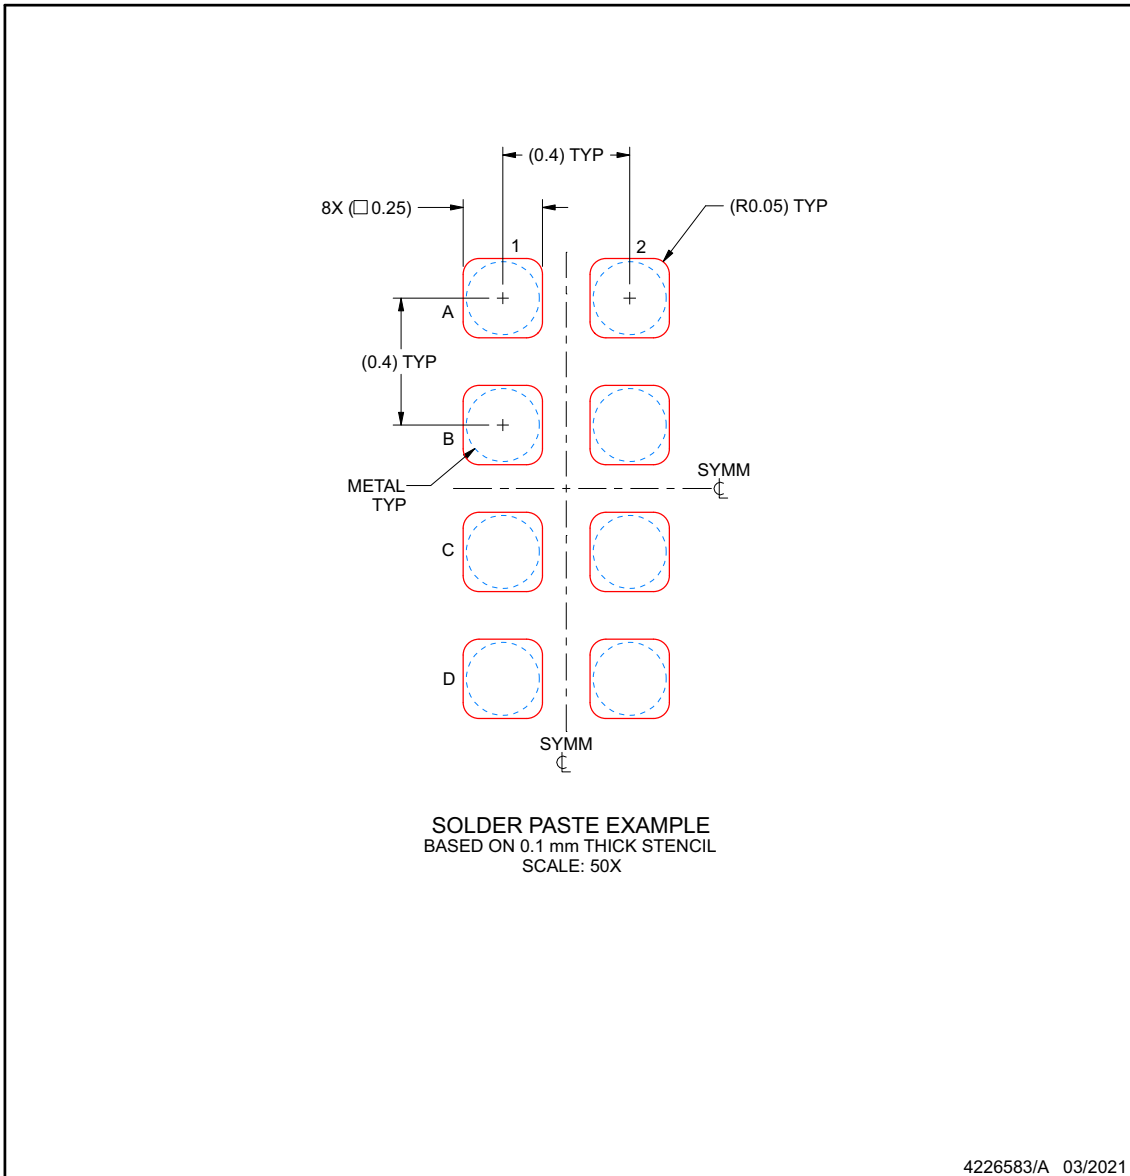 (0.4) TYP
8X (□ 0.25)
(R0.05) TYP
1
2
A
(0.4) TYP
B
METAL
TYP
SYMM
℄
C
D
SYMM
℄
SOLDER PASTE EXAMPLE
BASED ON 0.1 mm THICK STENCIL
SCALE: 50X
4226583/A 03/2021